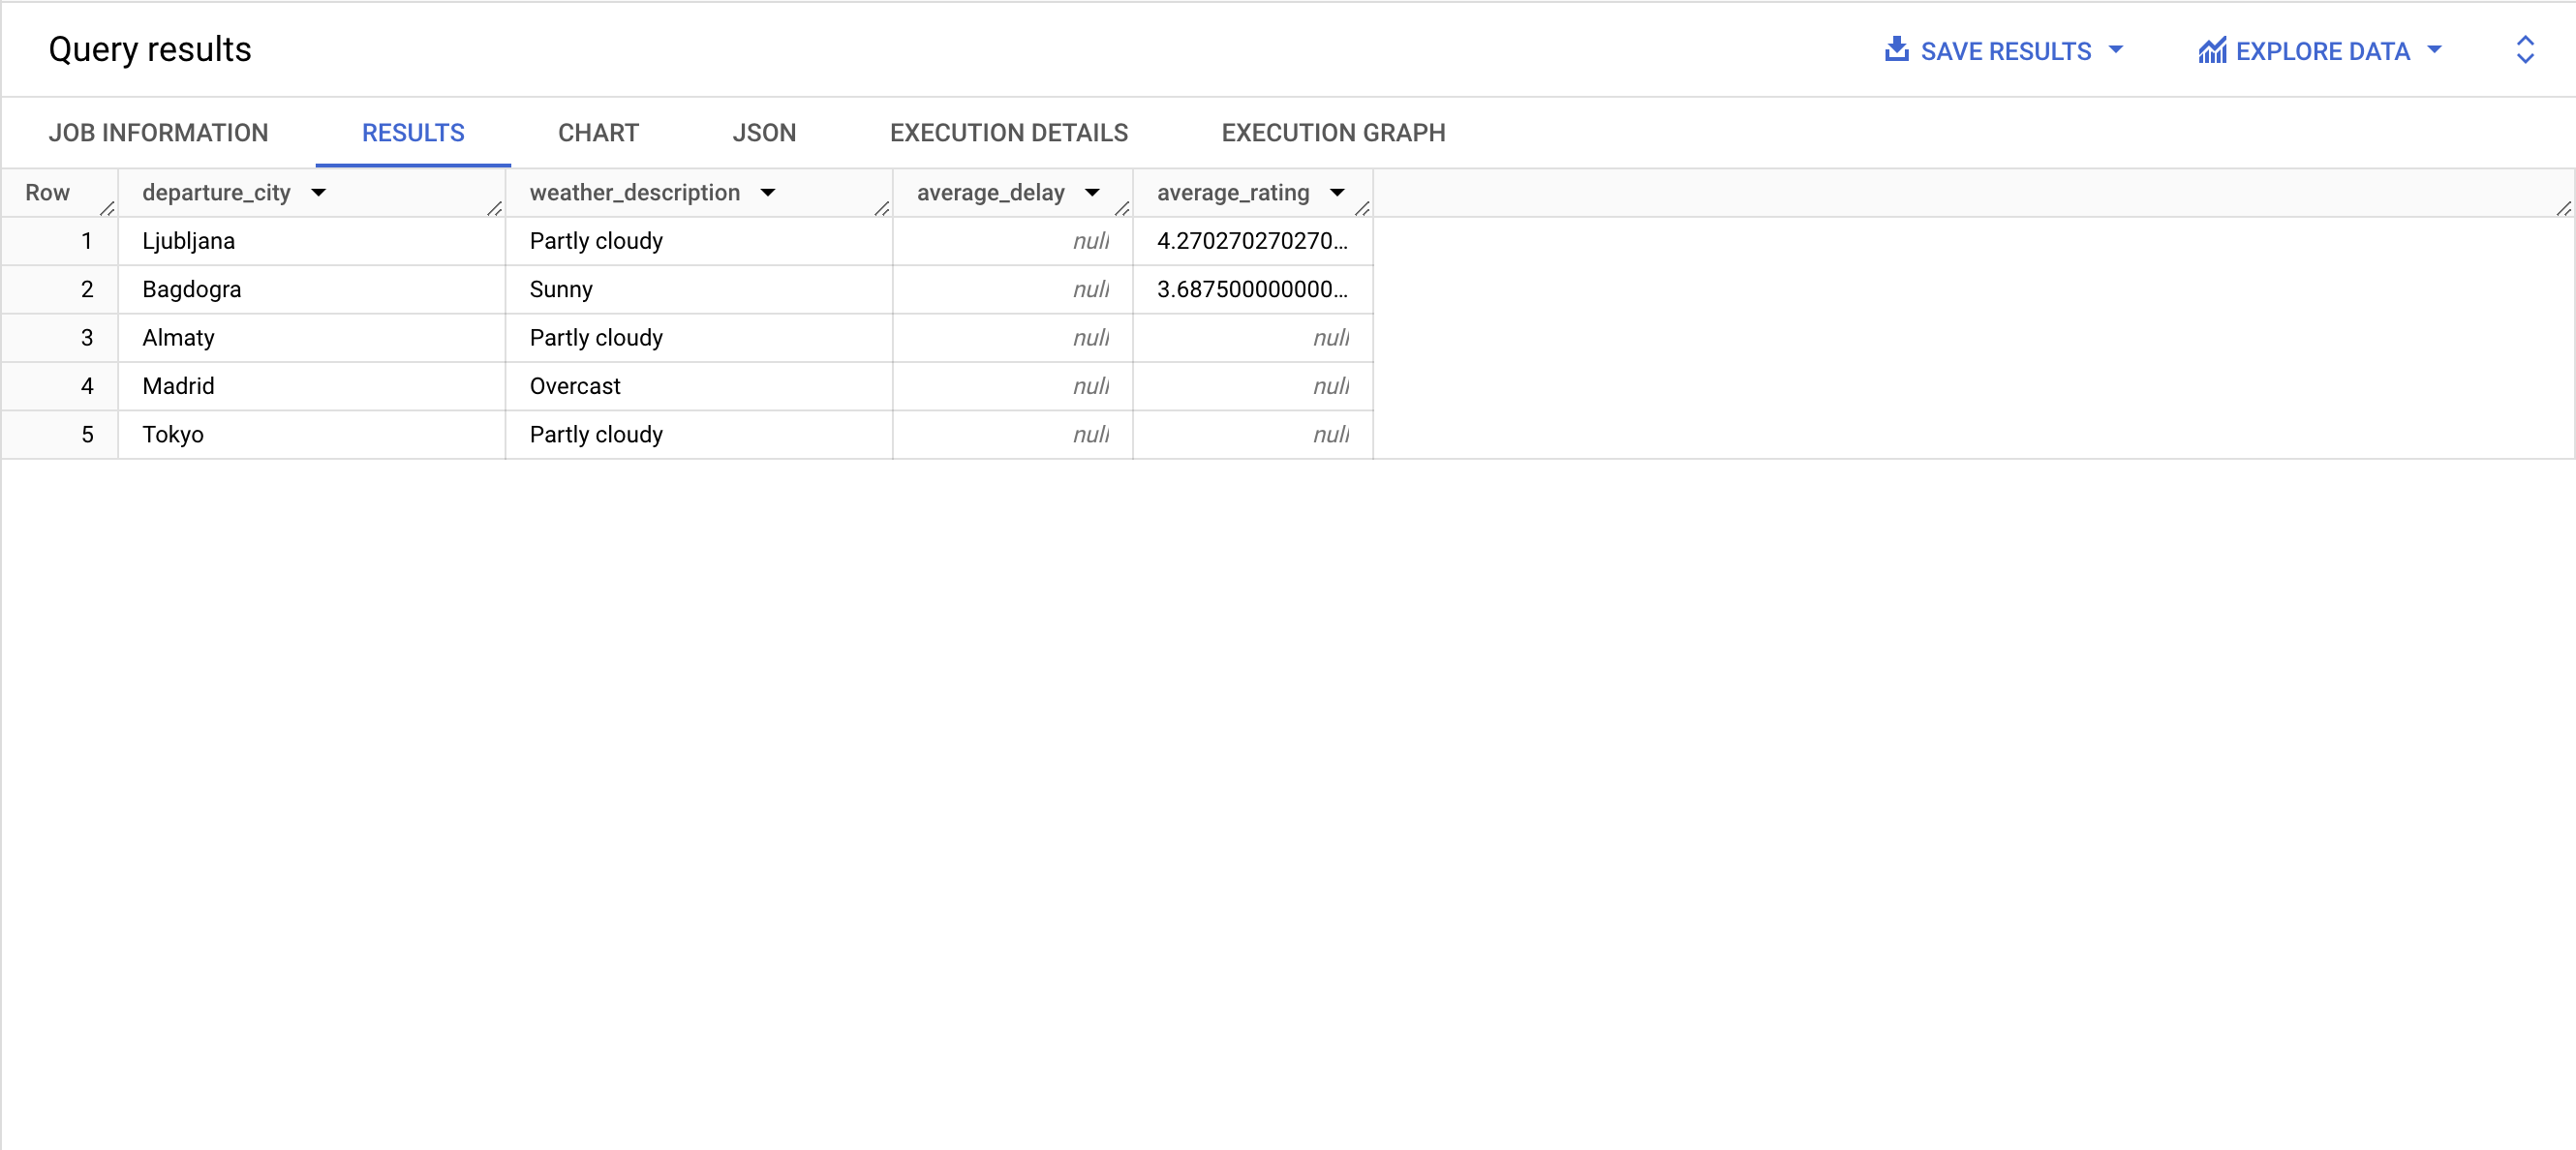 Query results SAVE RESULTS EXPLORE DATA
JOB INFORMATION RESULTS CHART JSON EXECUTION DETAILS EXECUTION GRAPH
Row departure_city weather_description average_delay average_rating
1 Ljubljana Partly cloudy null 4.270270270270...
2 Bagdogra Sunny null 3.687500000000...
3 Almaty Partly cloudy null null
4 Madrid Overcast null null
5 Tokyo Partly cloudy null null